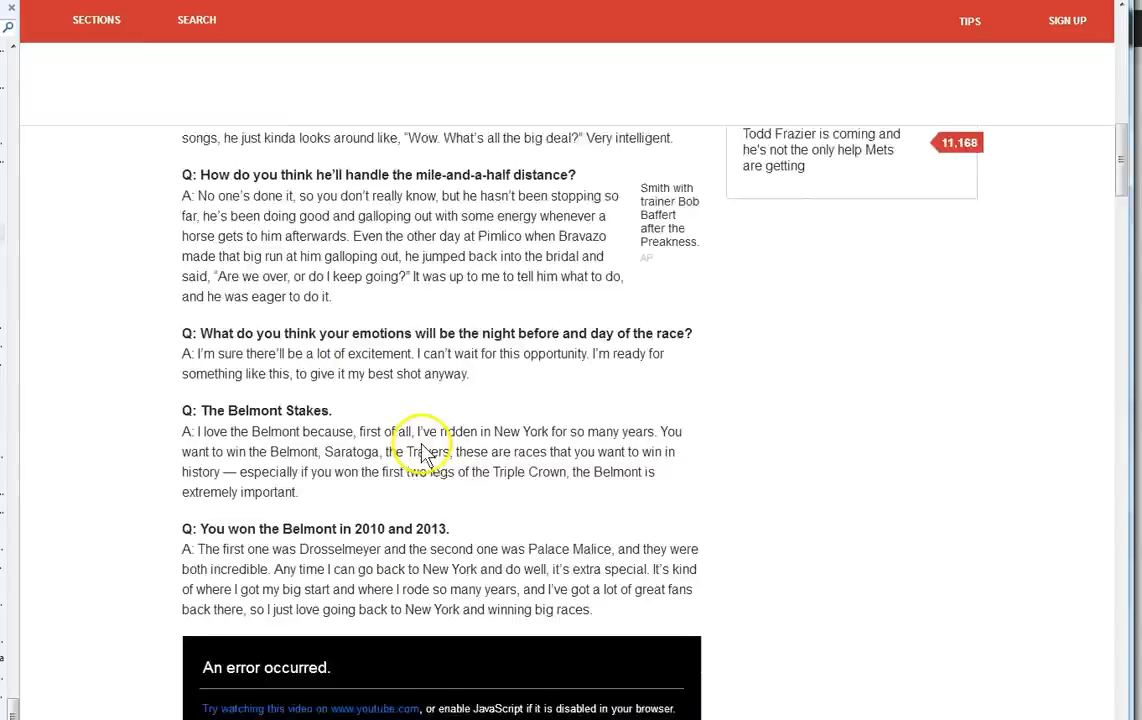 SECTIONS SEARCH TIPS SIGN UP
songs, he just kinda looks around like, “Wow. What’s all the big deal?” Very intelligent.
Q: How do you think he’ll handle the mile-and-a-half distance?
A: No one’s done it, so you don’t really know, but he hasn’t been stopping so
far, he’s been doing good and galloping out with some energy whenever a
horse gets to him afterwards. Even the other day at Pimlico when Bravazo
made that big run at him galloping out, he jumped back into the bridal and
said, “Are we over, or do I keep going?” It was up to me to tell him what to do,
and he was eager to do it.
Smith with
trainer Bob
Baffert
after the
Preakness.
AP
Q: What do you think your emotions will be the night before and day of the race?
A: I’m sure there’ll be a lot of excitement. I can’t wait for this opportunity. I’m ready for
something like this, to give it my best shot anyway.
Q: The Belmont Stakes.
A: I love the Belmont because, first of all, I’ve ridden in New York for so many years. You
want to win the Belmont, Saratoga, the these are races that you want to win in
history — especially if you won the first two legs of the Triple Crown, the Belmont is
extremely important.
Q: You won the Belmont in 2010 and 2013.
A: The first one was Drosselmeyer and the second one was Palace Malice, and they were
both incredible. Any time I can go back to New York and do well, it’s extra special. It’s kind
of where I got my big start and where I rode so many years, and I’ve got a lot of great fans
back there, so I just love going back to New York and winning big races.
An error occurred.
Try watching this video on www.youtube.com, or enable JavaScript if it is disabled in your browser.
Todd Frazier is coming and
he's not the only help Mets
are getting
11,168